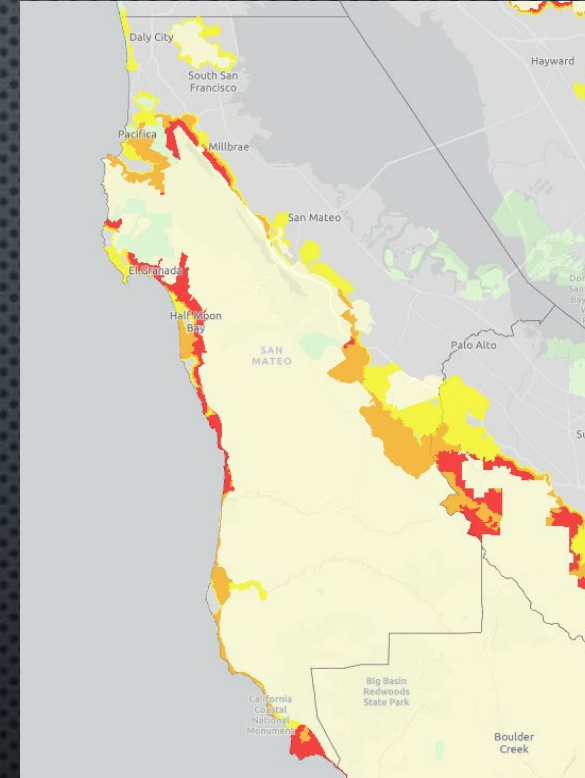 Daly City
Hayward
South San
Francisco
Pacifica
Millbrae
San Mateo
El Granada
Half Moon
Bay
SAN
MATEO
Palo Alto
Big Basin
Redwoods
State Park
California
Coastal
National
Monument
Boulder
Creek